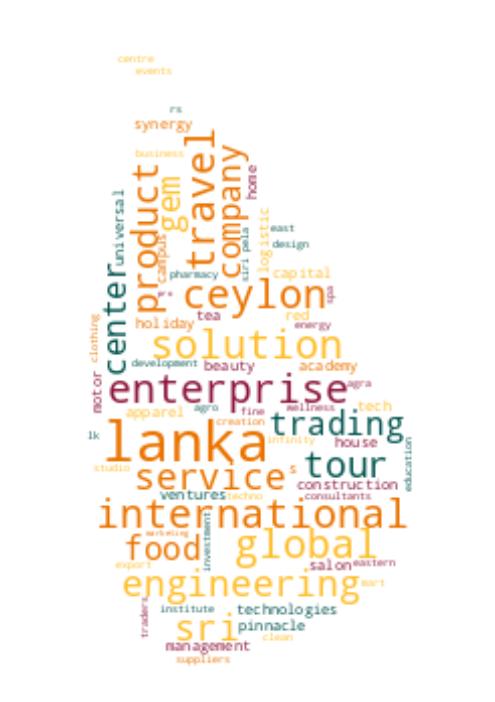 centre
events
rs
synergy
business
travel
company
product
gem
home
campus
universal
logistic
east
siri pela
design
pharmacy
capital
center
ceylon
spa
tea
red
holiday
energy
clothing
solution
development
beauty
academy
motor
enterprise
agra
apparel
agro
fine
wellness
tech
creation
trading
lk
lanka
infinity
house
education
studio
service
s
tour
construction
ventures
techno
consultants
international
marketing
investment
food
global
export
salon
eastern
engineering
mart
traders
institute
technologies
sri
pinnacle
clean
management
suppliers